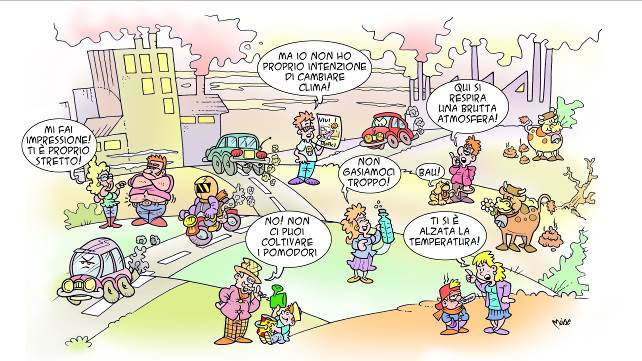 MA IO NON HO
PROPRIO INTENZIONE
DI CAMBIARE
CLIMA!
QUI SI
RESPIRA
UNA BRUTTA
ATMOSFERA!
MI FAI
IMPRESSIONE!
TI È PROPRIO
STRETTO!
VIVI
NON
GASIAMOCI
TROPPO!
BAU!
NO! NON
CI PUOI
COLTIVARE
I POMODORI
TI SI È
ALZATA LA
TEMPERATURA!